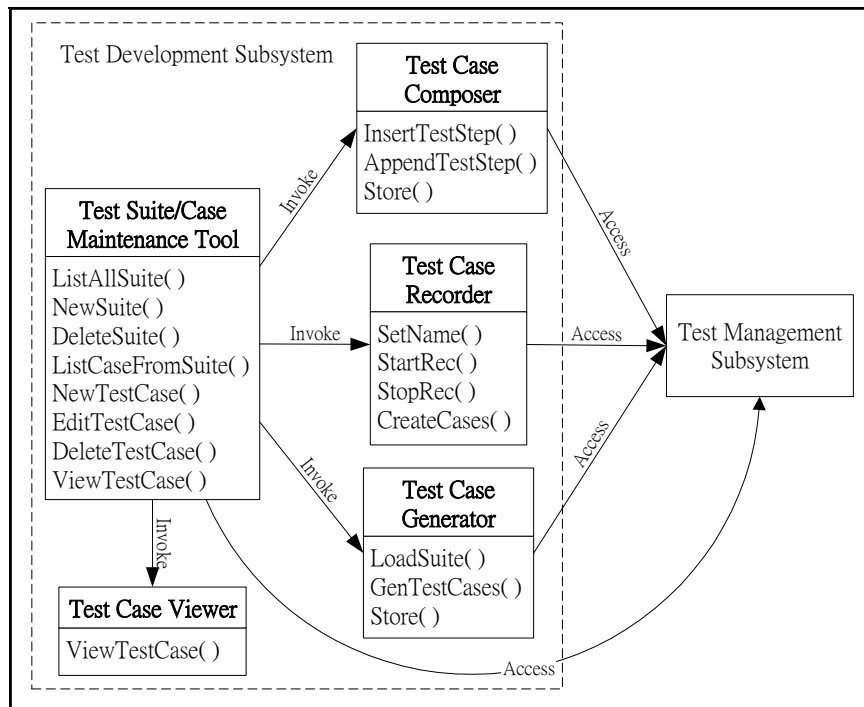 Test Development Subsystem
Test Case
Composer
InsertTestStep( )
AppendTestStep( )
Store( )
Invoke
Access
Test Suite/Case
Maintenance Tool
ListAllSuite( )
NewSuite( )
DeleteSuite( )
ListCaseFromSuite( )
NewTestCase( )
EditTestCase( )
DeleteTestCase( )
ViewTestCase( )
Invoke
Test Case
Recorder
SetName( )
StartRec( )
StopRec( )
CreateCases( )
Access
Test Management
Subsystem
Invoke
Test Case
Generator
LoadSuite( )
GenTestCases( )
Store( )
Access
Invoke
Test Case Viewer
ViewTestCase( )
Access